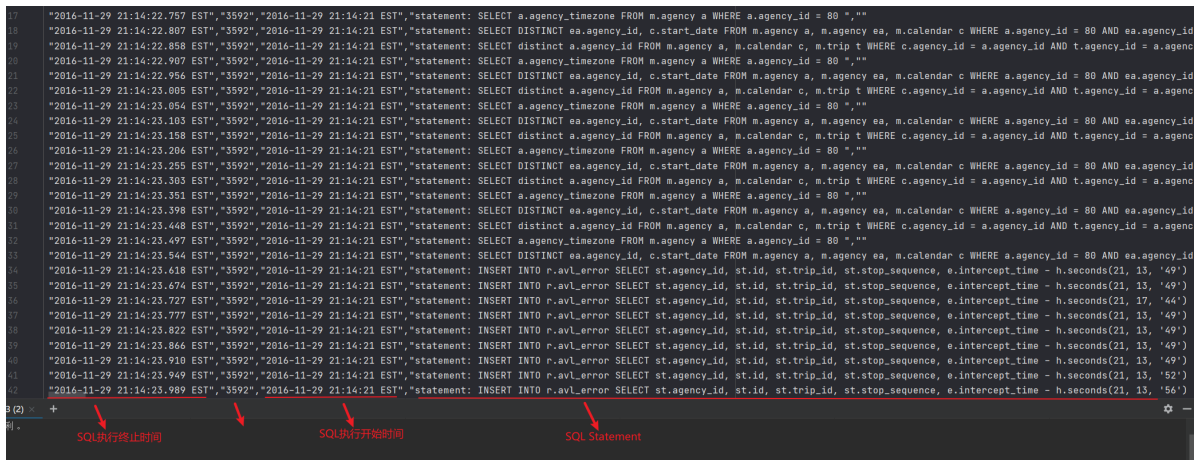 17 "2016-11-29 21:14:22.757 EST","3592","2016-11-29 21:14:21 EST","statement: SELECT a.agency_timezone FROM m.agency a WHERE a.agency_id = 80 ",""
18 "2016-11-29 21:14:22.807 EST","3592","2016-11-29 21:14:21 EST","statement: SELECT DISTINCT ea.agency_id, c.start_date FROM m.agency a, m.agency ea, m.calendar c WHERE a.agency_id = 80 AND ea.agency_id
19 "2016-11-29 21:14:22.858 EST","3592","2016-11-29 21:14:21 EST","statement: SELECT distinct a.agency_id FROM m.agency a, m.calendar c, m.trip t WHERE c.agency_id = a.agency_id AND t.agency_id = a.agenc
20 "2016-11-29 21:14:22.907 EST","3592","2016-11-29 21:14:21 EST","statement: SELECT a.agency_timezone FROM m.agency a WHERE a.agency_id = 80 ",""
21 "2016-11-29 21:14:22.956 EST","3592","2016-11-29 21:14:21 EST","statement: SELECT DISTINCT ea.agency_id, c.start_date FROM m.agency a, m.agency ea, m.calendar c WHERE a.agency_id = 80 AND ea.agency_id
22 "2016-11-29 21:14:23.005 EST","3592","2016-11-29 21:14:21 EST","statement: SELECT distinct a.agency_id FROM m.agency a, m.calendar c, m.trip t WHERE c.agency_id = a.agency_id AND t.agency_id = a.agenc
23 "2016-11-29 21:14:23.054 EST","3592","2016-11-29 21:14:21 EST","statement: SELECT a.agency_timezone FROM m.agency a WHERE a.agency_id = 80 ",""
24 "2016-11-29 21:14:23.103 EST","3592","2016-11-29 21:14:21 EST","statement: SELECT DISTINCT ea.agency_id, c.start_date FROM m.agency a, m.agency ea, m.calendar c WHERE a.agency_id = 80 AND ea.agency_id
25 "2016-11-29 21:14:23.158 EST","3592","2016-11-29 21:14:21 EST","statement: SELECT distinct a.agency_id FROM m.agency a, m.calendar c, m.trip t WHERE c.agency_id = a.agency_id AND t.agency_id = a.agenc
26 "2016-11-29 21:14:23.206 EST","3592","2016-11-29 21:14:21 EST","statement: SELECT a.agency_timezone FROM m.agency a WHERE a.agency_id = 80 ",""
27 "2016-11-29 21:14:23.255 EST","3592","2016-11-29 21:14:21 EST","statement: SELECT DISTINCT ea.agency_id, c.start_date FROM m.agency a, m.agency ea, m.calendar c WHERE a.agency_id = 80 AND ea.agency_id
28 "2016-11-29 21:14:23.303 EST","3592","2016-11-29 21:14:21 EST","statement: SELECT distinct a.agency_id FROM m.agency a, m.calendar c, m.trip t WHERE c.agency_id = a.agency_id AND t.agency_id = a.agenc
29 "2016-11-29 21:14:23.351 EST","3592","2016-11-29 21:14:21 EST","statement: SELECT a.agency_timezone FROM m.agency a WHERE a.agency_id = 80 ",""
30 "2016-11-29 21:14:23.398 EST","3592","2016-11-29 21:14:21 EST","statement: SELECT DISTINCT ea.agency_id, c.start_date FROM m.agency a, m.agency ea, m.calendar c WHERE a.agency_id = 80 AND ea.agency_id
31 "2016-11-29 21:14:23.448 EST","3592","2016-11-29 21:14:21 EST","statement: SELECT distinct a.agency_id FROM m.agency a, m.calendar c, m.trip t WHERE c.agency_id = a.agency_id AND t.agency_id = a.agenc
32 "2016-11-29 21:14:23.497 EST","3592","2016-11-29 21:14:21 EST","statement: SELECT a.agency_timezone FROM m.agency a WHERE a.agency_id = 80 ",""
33 "2016-11-29 21:14:23.544 EST","3592","2016-11-29 21:14:21 EST","statement: SELECT DISTINCT ea.agency_id, c.start_date FROM m.agency a, m.agency ea, m.calendar c WHERE a.agency_id = 80 AND ea.agency_id
34 "2016-11-29 21:14:23.618 EST","3592","2016-11-29 21:14:21 EST","statement: INSERT INTO r.avl_error SELECT st.agency_id, st.id, st.trip_id, st.stop_sequence, e.intercept_time - h.seconds(21, 13, '49')
35 "2016-11-29 21:14:23.674 EST","3592","2016-11-29 21:14:21 EST","statement: INSERT INTO r.avl_error SELECT st.agency_id, st.id, st.trip_id, st.stop_sequence, e.intercept_time - h.seconds(21, 13, '49')
36 "2016-11-29 21:14:23.727 EST","3592","2016-11-29 21:14:21 EST","statement: INSERT INTO r.avl_error SELECT st.agency_id, st.id, st.trip_id, st.stop_sequence, e.intercept_time - h.seconds(21, 17, '44')
37 "2016-11-29 21:14:23.777 EST","3592","2016-11-29 21:14:21 EST","statement: INSERT INTO r.avl_error SELECT st.agency_id, st.id, st.trip_id, st.stop_sequence, e.intercept_time - h.seconds(21, 13, '49')
38 "2016-11-29 21:14:23.822 EST","3592","2016-11-29 21:14:21 EST","statement: INSERT INTO r.avl_error SELECT st.agency_id, st.id, st.trip_id, st.stop_sequence, e.intercept_time - h.seconds(21, 13, '49')
39 "2016-11-29 21:14:23.866 EST","3592","2016-11-29 21:14:21 EST","statement: INSERT INTO r.avl_error SELECT st.agency_id, st.id, st.trip_id, st.stop_sequence, e.intercept_time - h.seconds(21, 13, '49')
40 "2016-11-29 21:14:23.910 EST","3592","2016-11-29 21:14:21 EST","statement: INSERT INTO r.avl_error SELECT st.agency_id, st.id, st.trip_id, st.stop_sequence, e.intercept_time - h.seconds(21, 13, '49')
41 "2016-11-29 21:14:23.949 EST","3592","2016-11-29 21:14:21 EST","statement: INSERT INTO r.avl_error SELECT st.agency_id, st.id, st.trip_id, st.stop_sequence, e.intercept_time - h.seconds(21, 13, '52')
42 "2016-11-29 21:14:23.989 EST","3592","2016-11-29 21:14:21 EST","statement: INSERT INTO r.avl_error SELECT st.agency_id, st.id, st.trip_id, st.stop_sequence, e.intercept_time - h.seconds(21, 13, '56')
3 (2) × +
利。
SQL执行终止时间 SQL执行开始时间 SQL Statement